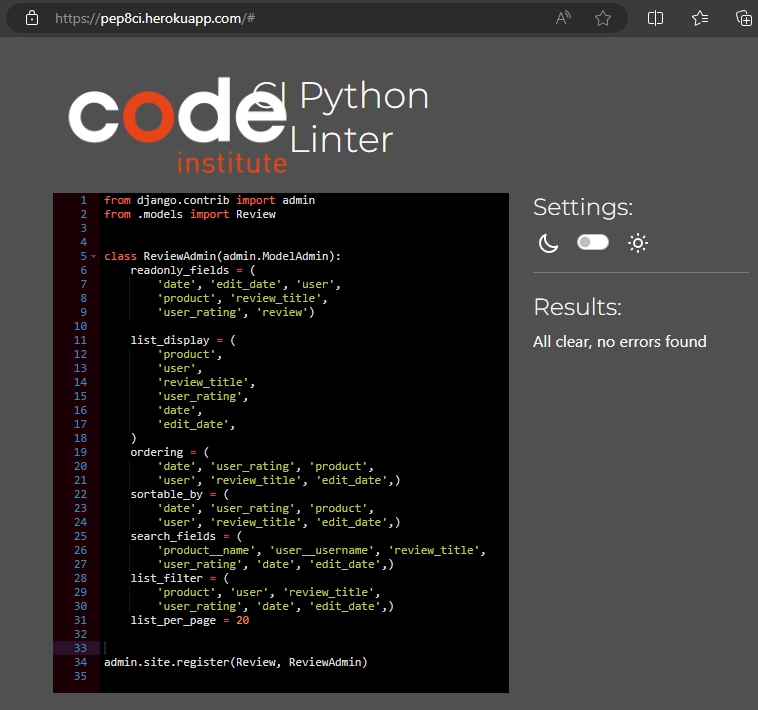 https://pep8ci.herokuapp.com/#
code
institute
CI Python
Linter
1 from django.contrib import admin
2 from .models import Review
3
4
5 class ReviewAdmin(admin.ModelAdmin):
6     readonly_fields = (
7         'date', 'edit_date', 'user',
8         'product', 'review_title',
9         'user_rating', 'review')
10
11     list_display = (
12         'product',
13         'user',
14         'review_title',
15         'user_rating',
16         'date',
17         'edit_date',
18     )
19     ordering = (
20         'date', 'user_rating', 'product',
21         'user', 'review_title', 'edit_date',)
22     sortable_by = (
23         'date', 'user_rating', 'product',
24         'user', 'review_title', 'edit_date',)
25     search_fields = (
26         'product__name', 'user__username', 'review_title',
27         'user_rating', 'date', 'edit_date',)
28     list_filter = (
29         'product', 'user', 'review_title',
30         'user_rating', 'date', 'edit_date',)
31     list_per_page = 20
32
33
34 admin.site.register(Review, ReviewAdmin)
35
Settings:
Results:
All clear, no errors found